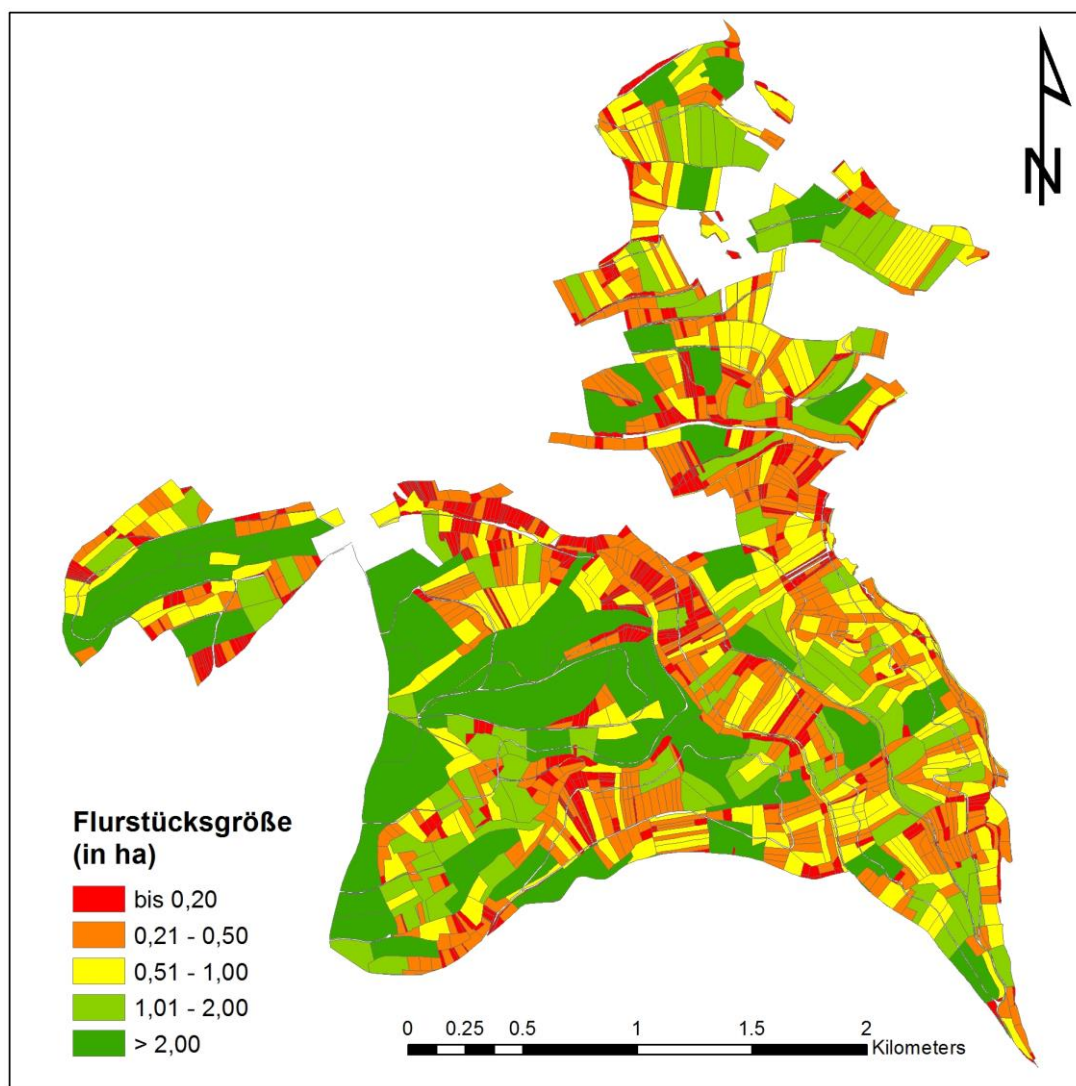 N
Flurstücksgröße
(in ha)
bis 0,20
0,21 - 0,50
0,51 - 1,00
1,01 - 2,00
> 2,00
0 0.25 0.5 1 1.5 2
Kilometers